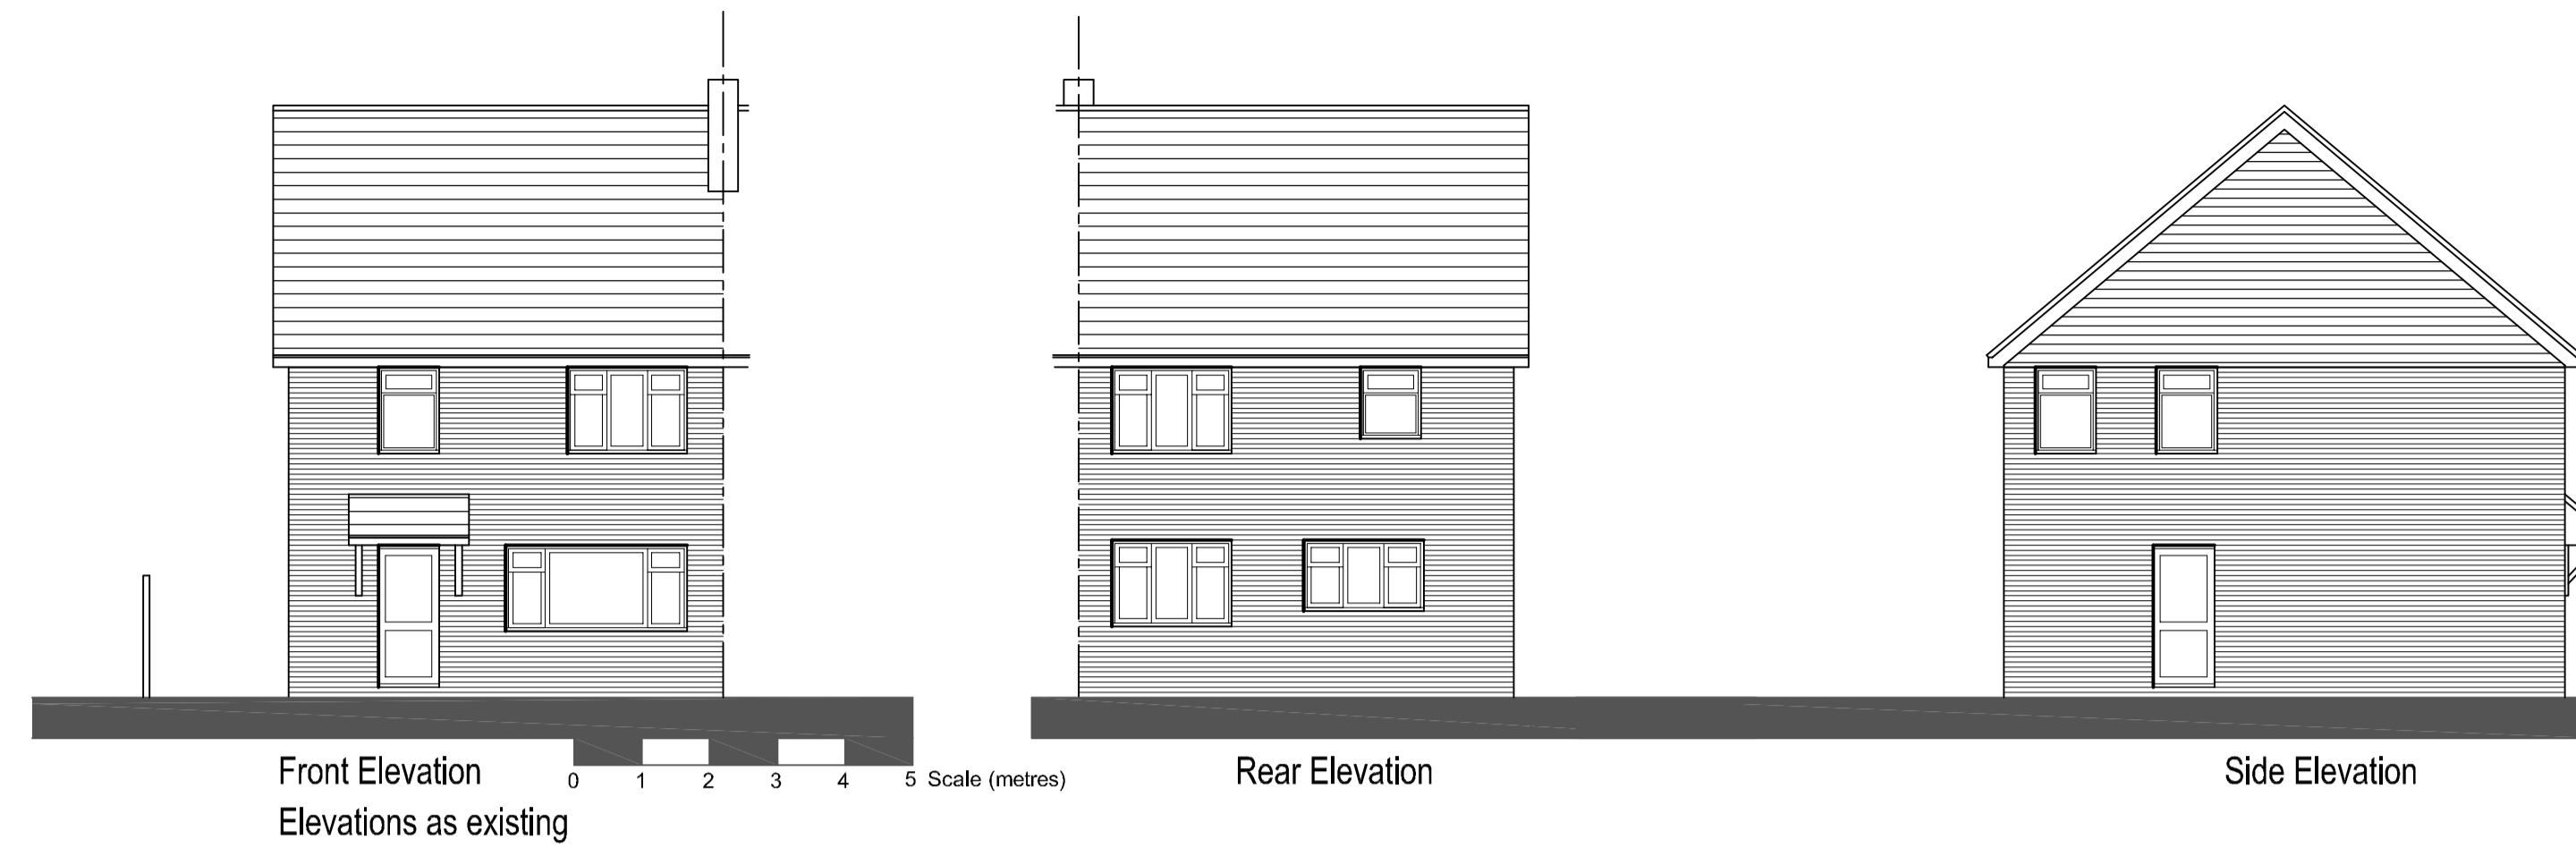 Front Elevation
0 1 2 3 4 5 Scale (metres)
Elevations as existing
Rear Elevation
Side Elevation